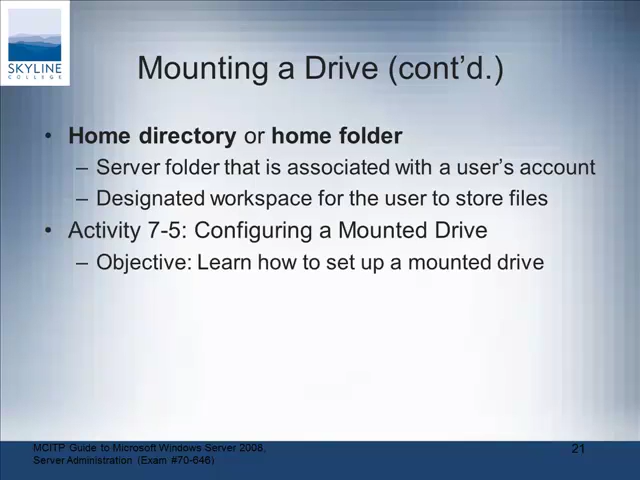 SKYLINE
COLLEGE
Mounting a Drive (cont’d.)
• Home directory or home folder
– Server folder that is associated with a user’s account
– Designated workspace for the user to store files
• Activity 7-5: Configuring a Mounted Drive
– Objective: Learn how to set up a mounted drive
MCITP Guide to Microsoft Windows Server 2008,
Server Administration (Exam #70-646)
21